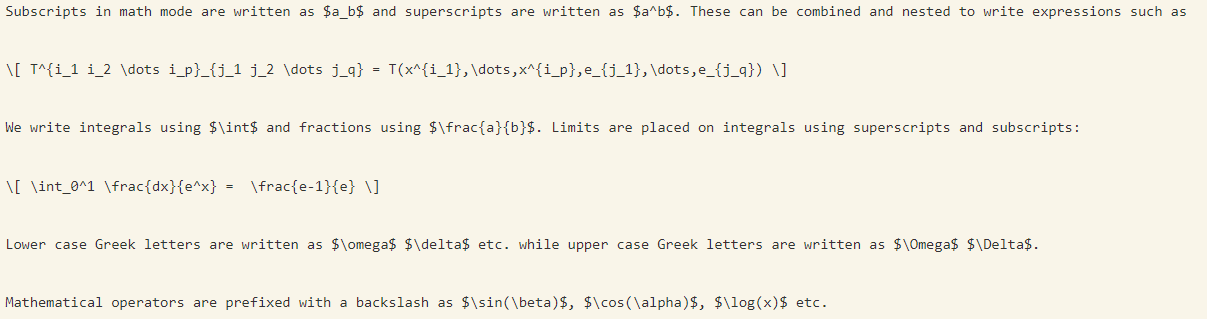 Subscripts in math mode are written as $a_b$ and superscripts are written as $a^b$. These can be combined and nested to write expressions such as
\[ T^{i_1 i_2 \dots i_p}_{j_1 j_2 \dots j_q} = T(x^{i_1},\dots,x^{i_p},e_{j_1},\dots,e_{j_q}) \]
We write integrals using $\int$ and fractions using $\frac{a}{b}$. Limits are placed on integrals using superscripts and subscripts:
\[ \int_0^1 \frac{dx}{e^x} =  \frac{e-1}{e} \]
Lower case Greek letters are written as $\omega$ $\delta$ etc. while upper case Greek letters are written as $\Omega$ $\Delta$.
Mathematical operators are prefixed with a backslash as $\sin(\beta)$, $\cos(\alpha)$, $\log(x)$ etc.